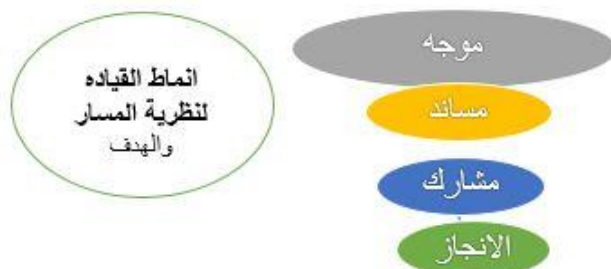 انماط القياده
لنظرية المسار
والهدف
موجه
مساند
مشارك
الانجاز